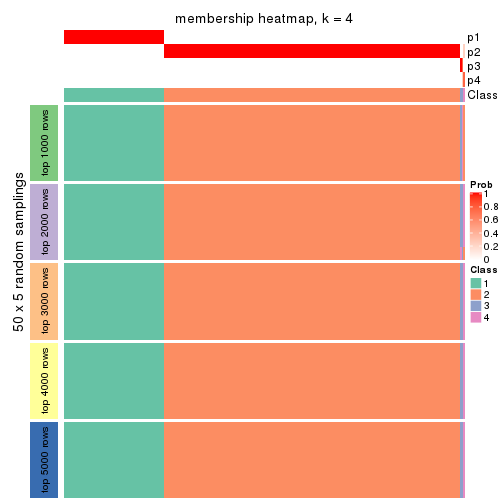 membership heatmap, k = 4
p1
p2
p3
p4
Class
50 x 5 random samplings
top 1000 rows
top 2000 rows
top 3000 rows
top 4000 rows
top 5000 rows
Prob
1
0.8
0.6
0.4
0.2
0
Class
1
2
3
4